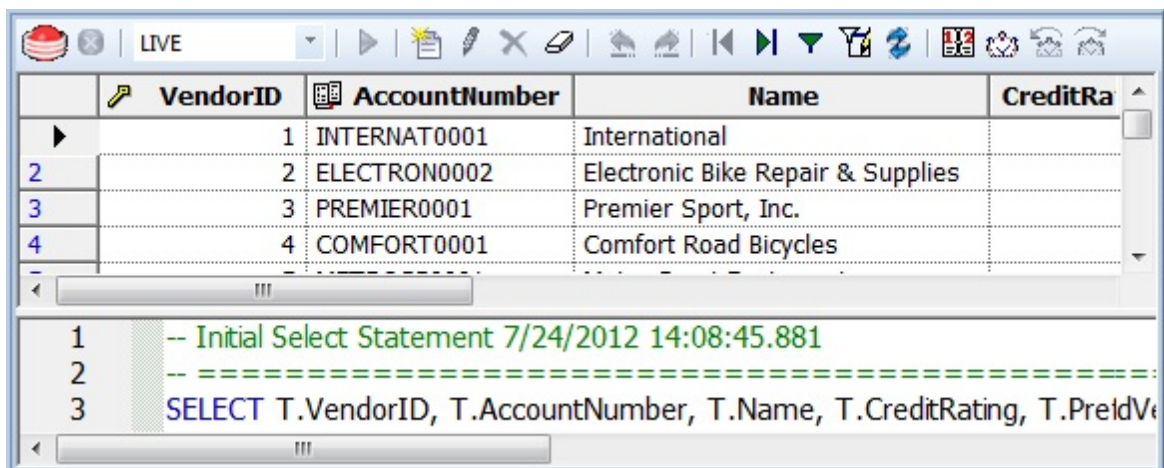 LIVE
VendorID AccountNumber Name CreditRa
1 INTERNAT0001 International
2 2 ELECTRON0002 Electronic Bike Repair & Supplies
3 3 PREMIER0001 Premier Sport, Inc.
4 4 COMFORT0001 Comfort Road Bicycles
1 -- Initial Select Statement 7/24/2012 14:08:45.881
2 -- ==============================================
3 SELECT T.VendorID, T.AccountNumber, T.Name, T.CreditRating,